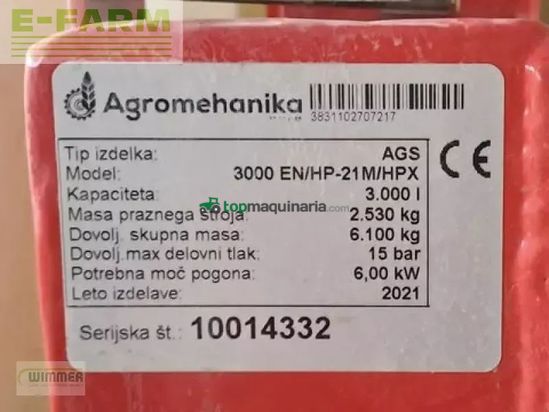 E-FARM
Agromehanika
3831102707217
Tip izdelka: AGS
Model: 3000 EN/HP-21M/HPX
Kapaciteta: 3.000 l
Masa praznega stroja: 2.530 kg
topmaquinaria.com
Dovolj. skupna masa: 6.100 kg
Dovolj.max delovni tlak: 15 bar
Potrebna moč pogona: 6,00 kW
Leto izdelave: 2021
CE
Serijska št.: 10014332
WIMMER